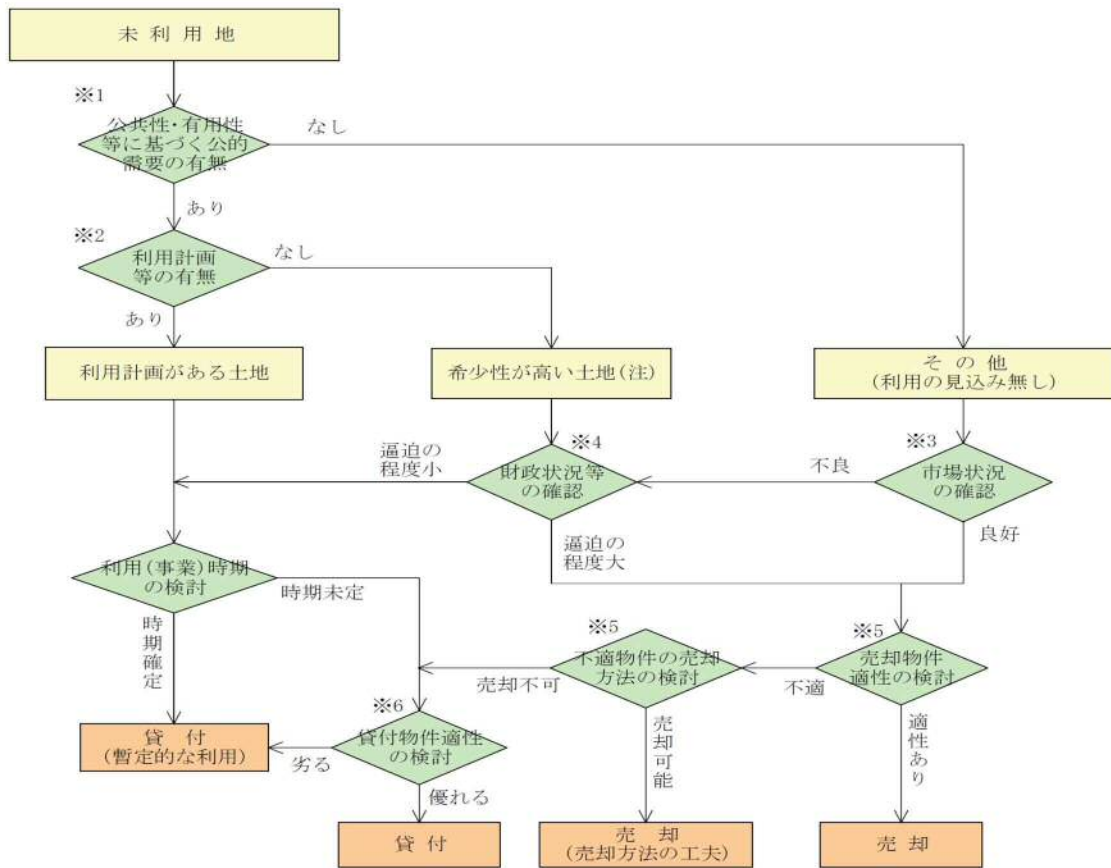 未利用地
※1
公共性・有用性
等に基づく公的
需要の有無
なし
あり
※2
利用計画
等の有無
なし
あり
利用計画がある土地
希少性が高い土地(注)
その他
(利用の見込み無し)
逼迫の
程度小
※4
財政状況等
の確認
不良
※3
市場状況
の確認
良好
逼迫の
程度大
利用(事業)時期
の検討
時期未定
時期確定
※5
不適物件の売却
方法の検討
売却不可
不適
※5
売却物件
適性の検討
売却可能
適性あり
※6
貸付物件適性
の検討
劣る
優れる
貸付
(暫定的な利用)
貸付
売却
(売却方法の工夫)
売却